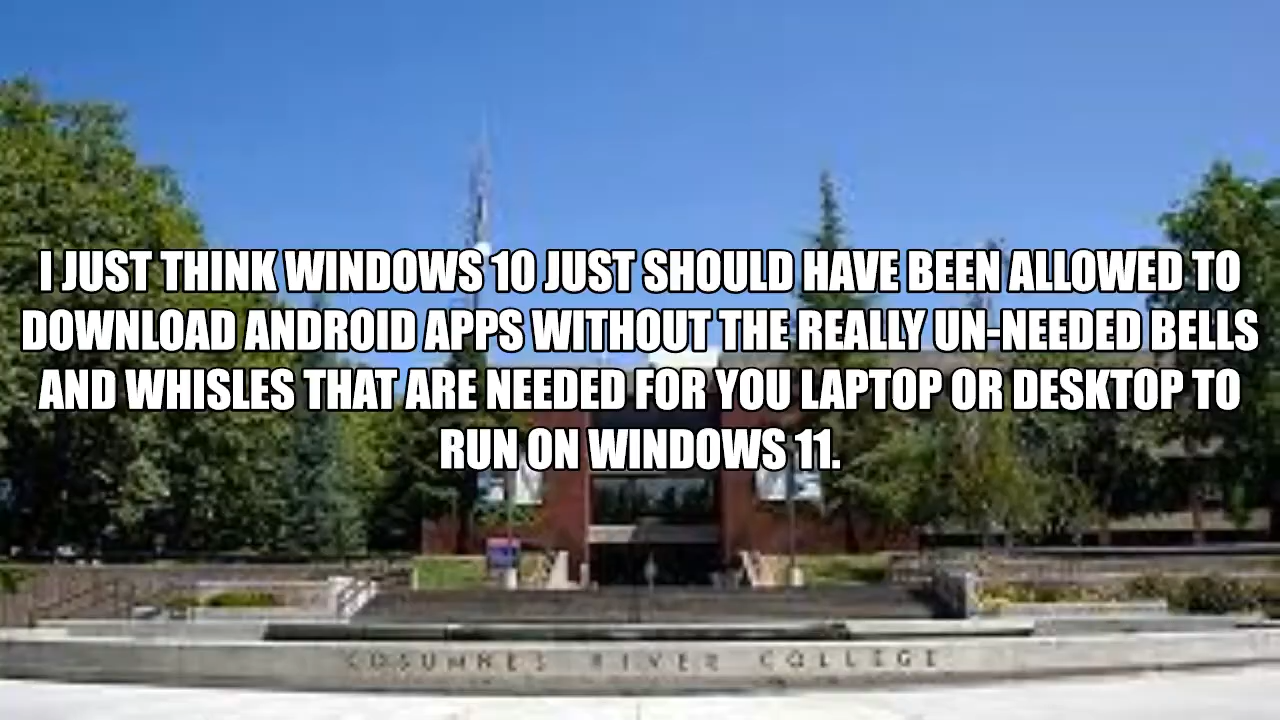 I JUST THINK WINDOWS 10 JUST SHOULD HAVE BEEN ALLOWED TO
DOWNLOAD ANDROID APPS WITHOUT THE REALLY UN-NEEDED BELLS
AND WHISLES THAT ARE NEEDED FOR YOU LAPTOP OR DESKTOP TO
RUN ON WINDOWS 11.
COSUMNES RIVER COLLEGE